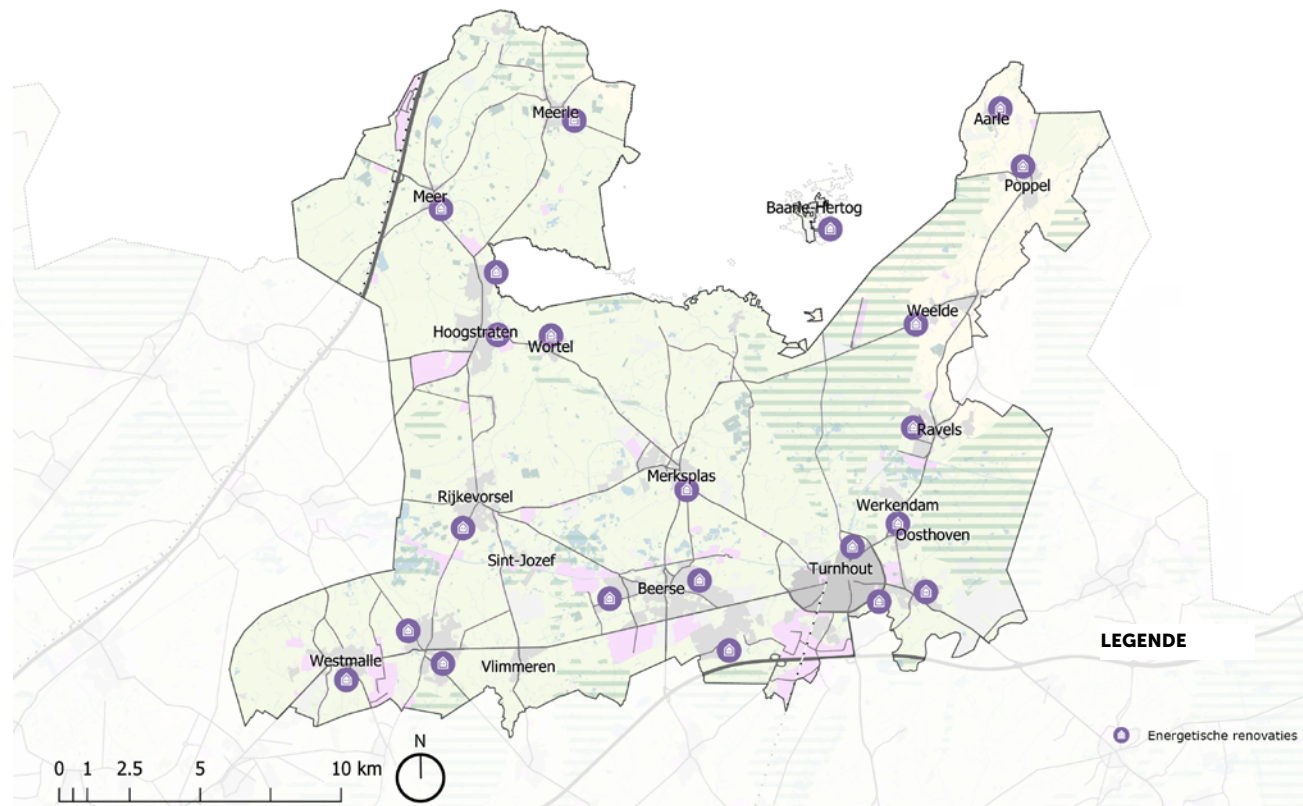 Meerle
Aarle
Poppel
Meer
Baarle-Hertog
Weelde
Hoogstraten
Wortel
Ravels
Merksplas
Rijkevorsel
Werkendam
Oosthoven
Sint-Jozef
Turnhout
Beerse
LEGENDE
Westmalle
Vlimmeren
Energetische renovaties
N
0 1 2.5 5 10 km